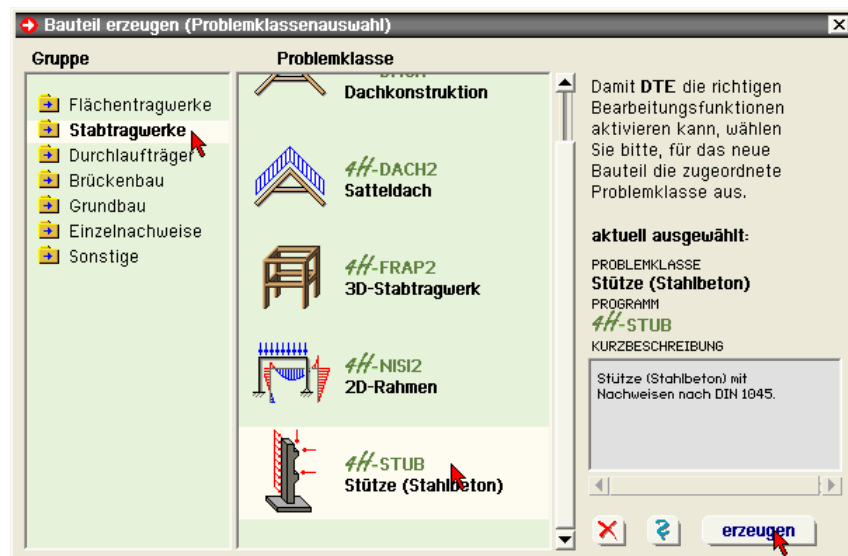 Bauteil erzeugen (Problemklassenauswahl)
Gruppe
Flächentragwerke
Stabtragwerke
Durchlaufträger
Brückenbau
Grundbau
Einzelnachweise
Sonstige
Problemklasse
Dachkonstruktion
4H-DACH2
Satteldach
4H-FRAP2
3D-Stabtragwerk
4H-NISI2
2D-Rahmen
4H-STUB
Stütze (Stahlbeton)
Damit DTE die richtigen
Bearbeitungsfunktionen
aktivieren kann, wählen
Sie bitte, für das neue
Bauteil die zugeordnete
Problemklasse aus.
aktuell ausgewählt:
PROBLEMKLASSE
Stütze (Stahlbeton)
PROGRAMM
4H-STUB
KURZBESCHREIBUNG
Stütze (Stahlbeton) mit
Nachweisen nach DIN 1045.
erzeugen